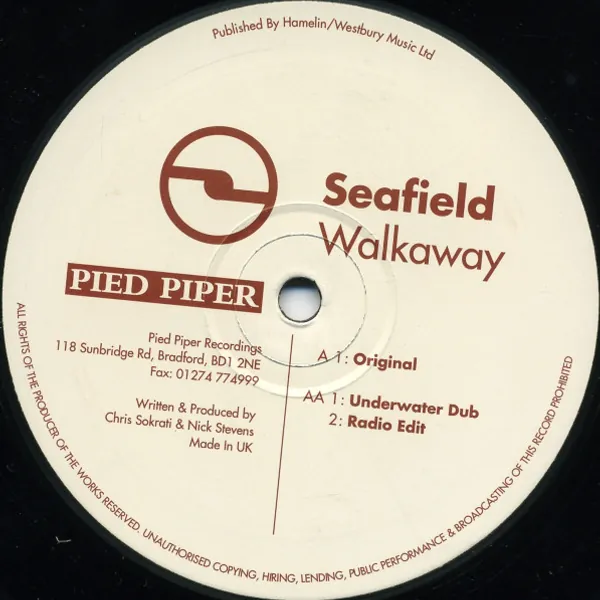 Published By Hamelin/Westbury Music Ltd
Seafield
Walkaway
PIED PIPER
Pied Piper Recordings
118 Sunbridge Rd, Bradford, BD1 2NE
Fax: 01274 774999
Written & Produced by
Chris Sokrati & Nick Stevens
Made In UK
A 1: Original
AA 1: Underwater Dub
2: Radio Edit
ALL RIGHTS OF THE PRODUCER OF THE WORKS RESERVED. UNAUTHORISED COPYING, HIRING, LENDING, PUBLIC PERFORMANCE & BROADCASTING OF THIS RECORD PROHIBITED